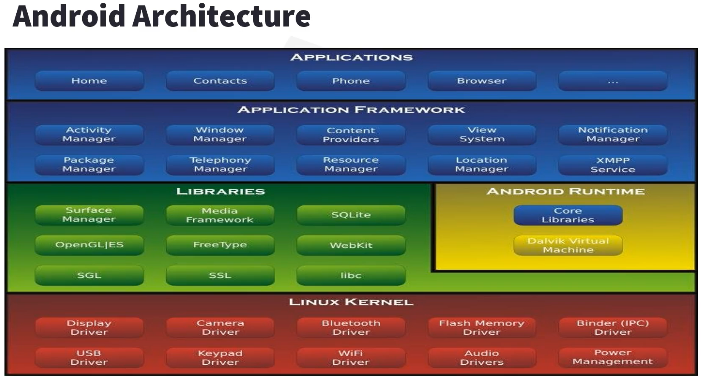 Android Architecture
APPLICATIONS
Home
Contacts
Phone
Browser
...
APPLICATION FRAMEWORK
Activity
Manager
Window
Manager
Content
Providers
View
System
Notification
Manager
Package
Manager
Telephony
Manager
Resource
Manager
Location
Manager
XMPP
Service
LIBRARIES
Surface
Manager
Media
Framework
SQLite
OpenGL|ES
FreeType
WebKit
SGL
SSL
libc
ANDROID RUNTIME
Core
Libraries
Dalvik Virtual
Machine
LINUX KERNEL
Display
Driver
Camera
Driver
Bluetooth
Driver
Flash Memory
Driver
Binder (IPC)
Driver
USB
Driver
Keypad
Driver
WiFi
Driver
Audio
Drivers
Power
Management